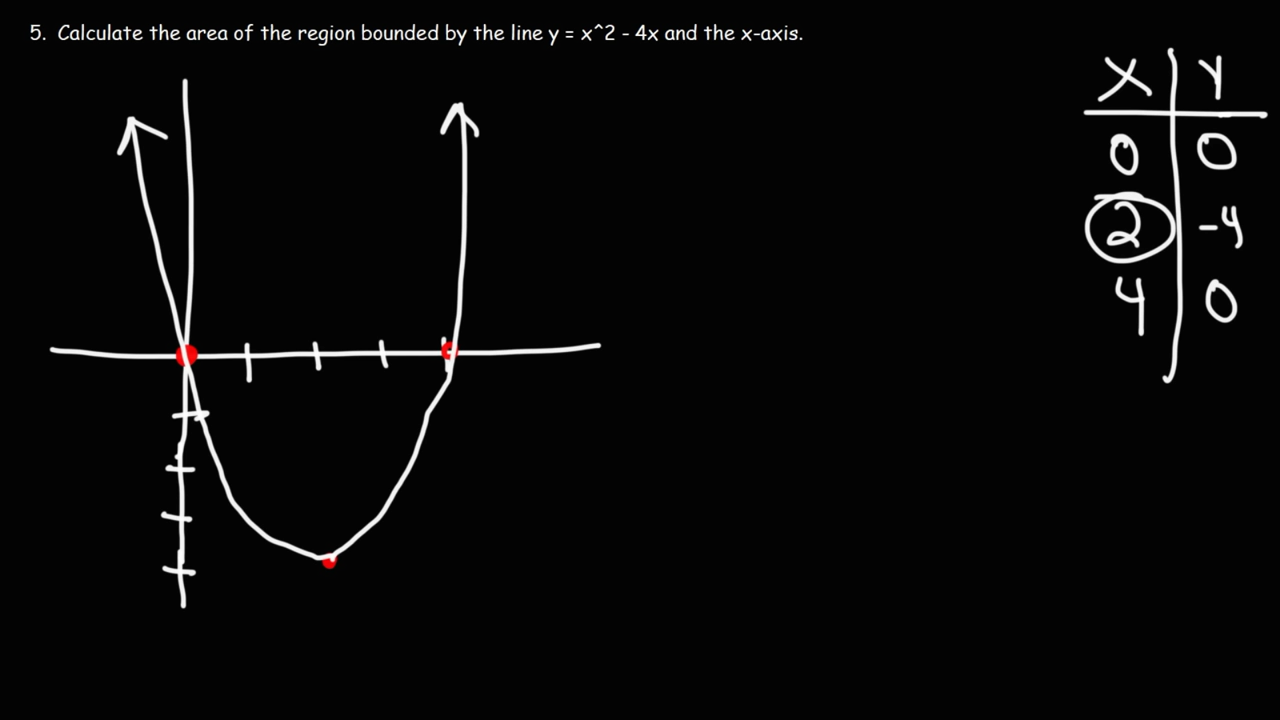 5. Calculate the area of the region bounded by the line y = x^2 - 4x and the x-axis.
X Y
0 0
2 -4
4 0